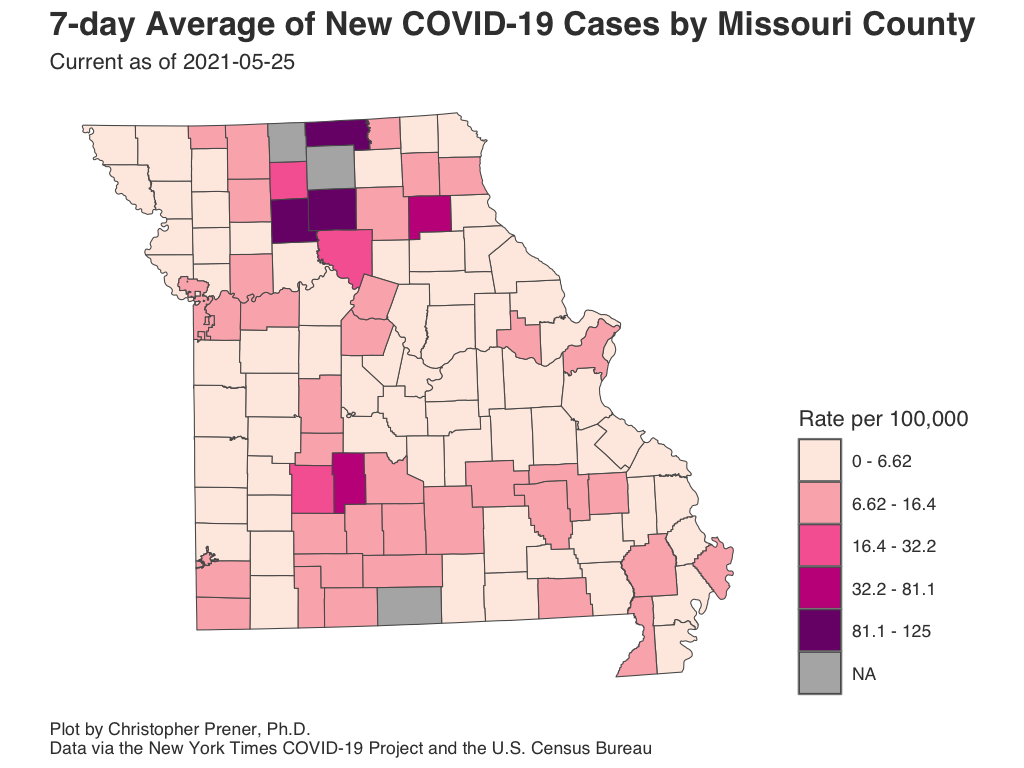 7-day Average of New COVID-19 Cases by Missouri County
Current as of 2021-05-25
Rate per 100,000
0 - 6.62
6.62 - 16.4
16.4 - 32.2
32.2 - 81.1
81.1 - 125
NA
Plot by Christopher Prener, Ph.D.
Data via the New York Times COVID-19 Project and the U.S. Census Bureau